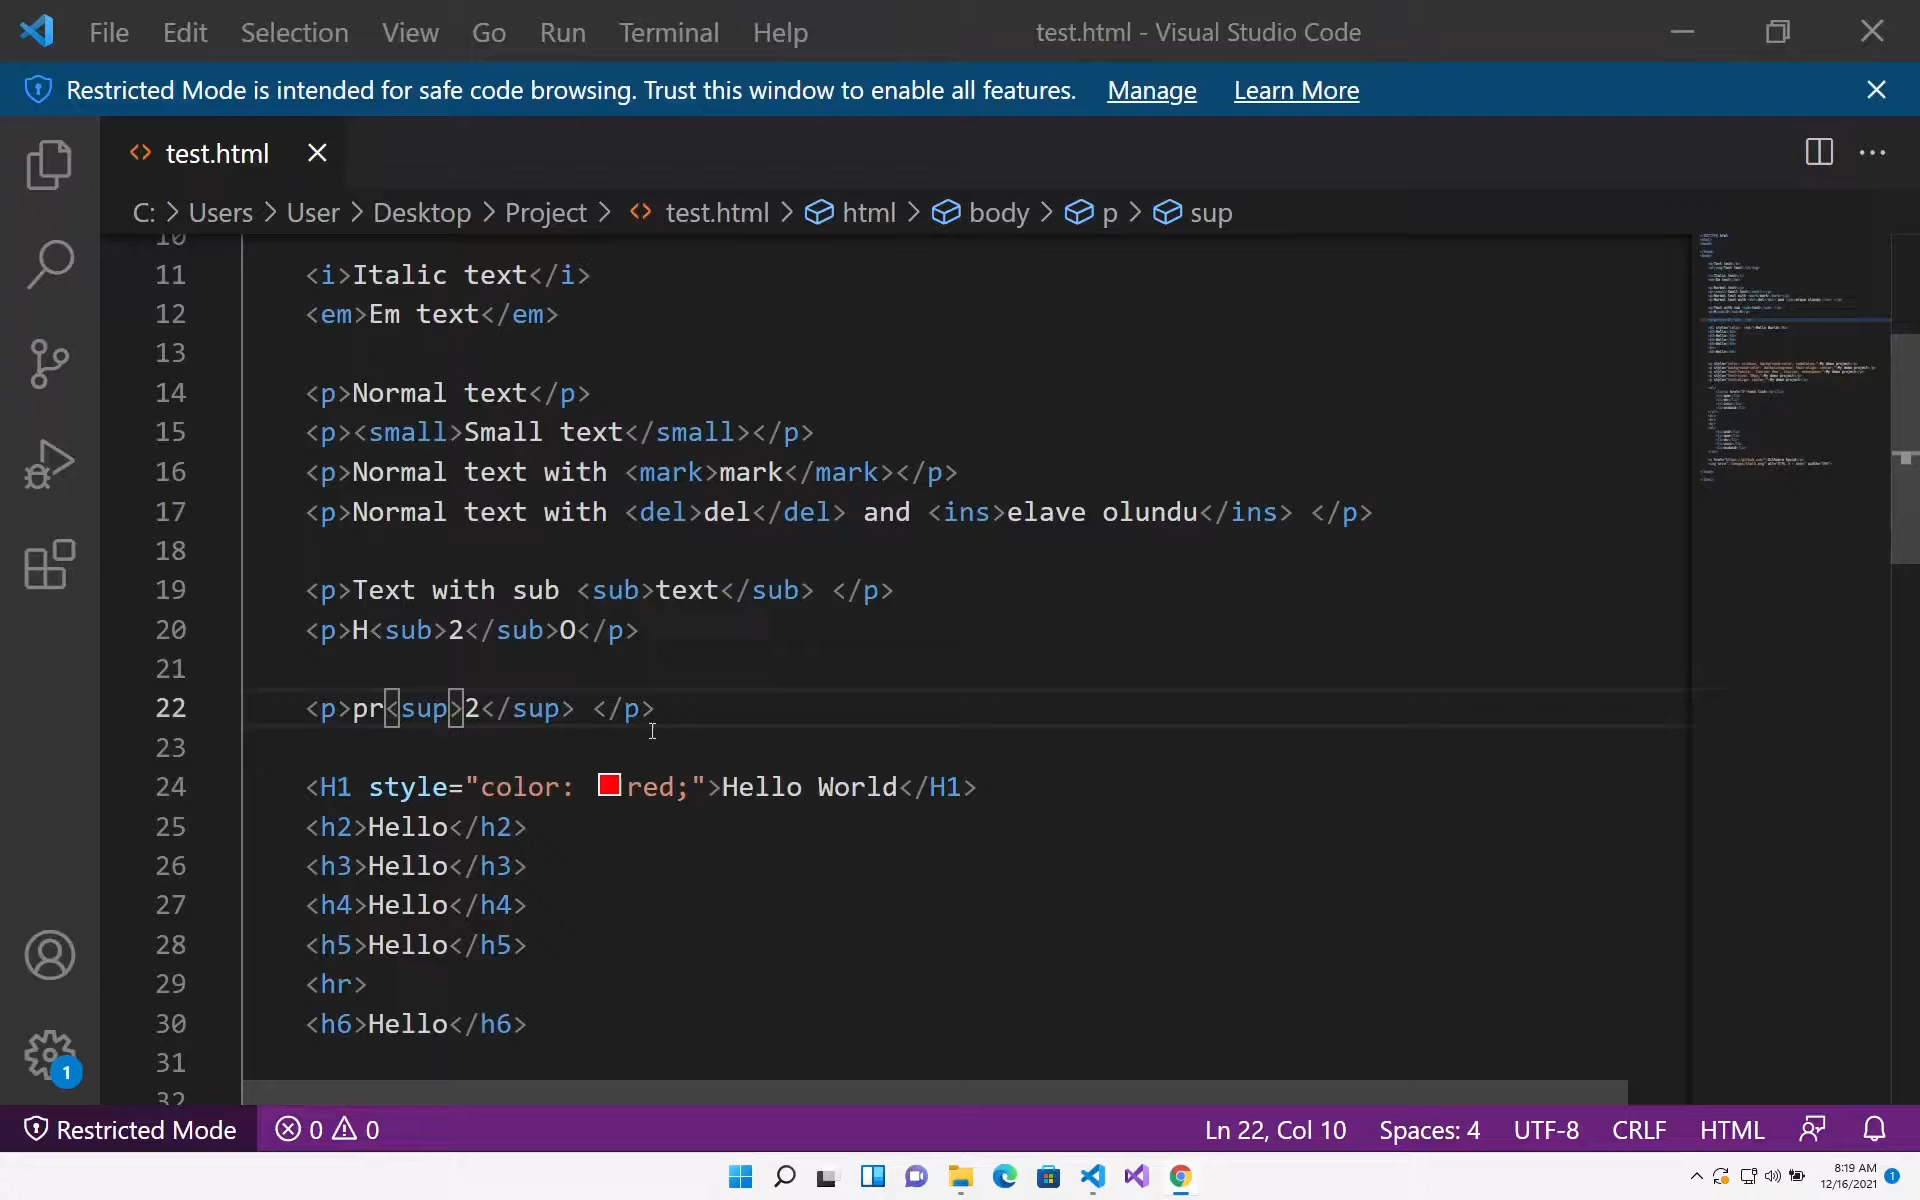 File Edit Selection View Go Run Terminal Help test.html - Visual Studio Code
Restricted Mode is intended for safe code browsing. Trust this window to enable all features. Manage Learn More
test.html
C: > Users > User > Desktop > Project > test.html > html > body > p > sup
10
11 <i>Italic text</i>
12 <em>Em text</em>
13
14 <p>Normal text</p>
15 <p><small>Small text</small></p>
16 <p>Normal text with <mark>mark</mark></p>
17 <p>Normal text with <del>del</del> and <ins>elave olundu</ins> </p>
18
19 <p>Text with sub <sub>text</sub> </p>
20 <p>H<sub>2</sub>O</p>
21
22 <p>pr<sup>2</sup> </p>
23
24 <H1 style="color: red;">Hello World</H1>
25 <h2>Hello</h2>
26 <h3>Hello</h3>
27 <h4>Hello</h4>
28 <h5>Hello</h5>
29 <hr>
30 <h6>Hello</h6>
31
32
1
Restricted Mode 0 0 Ln 22, Col 10 Spaces: 4 UTF-8 CRLF HTML
8:19 AM
12/16/2021 1